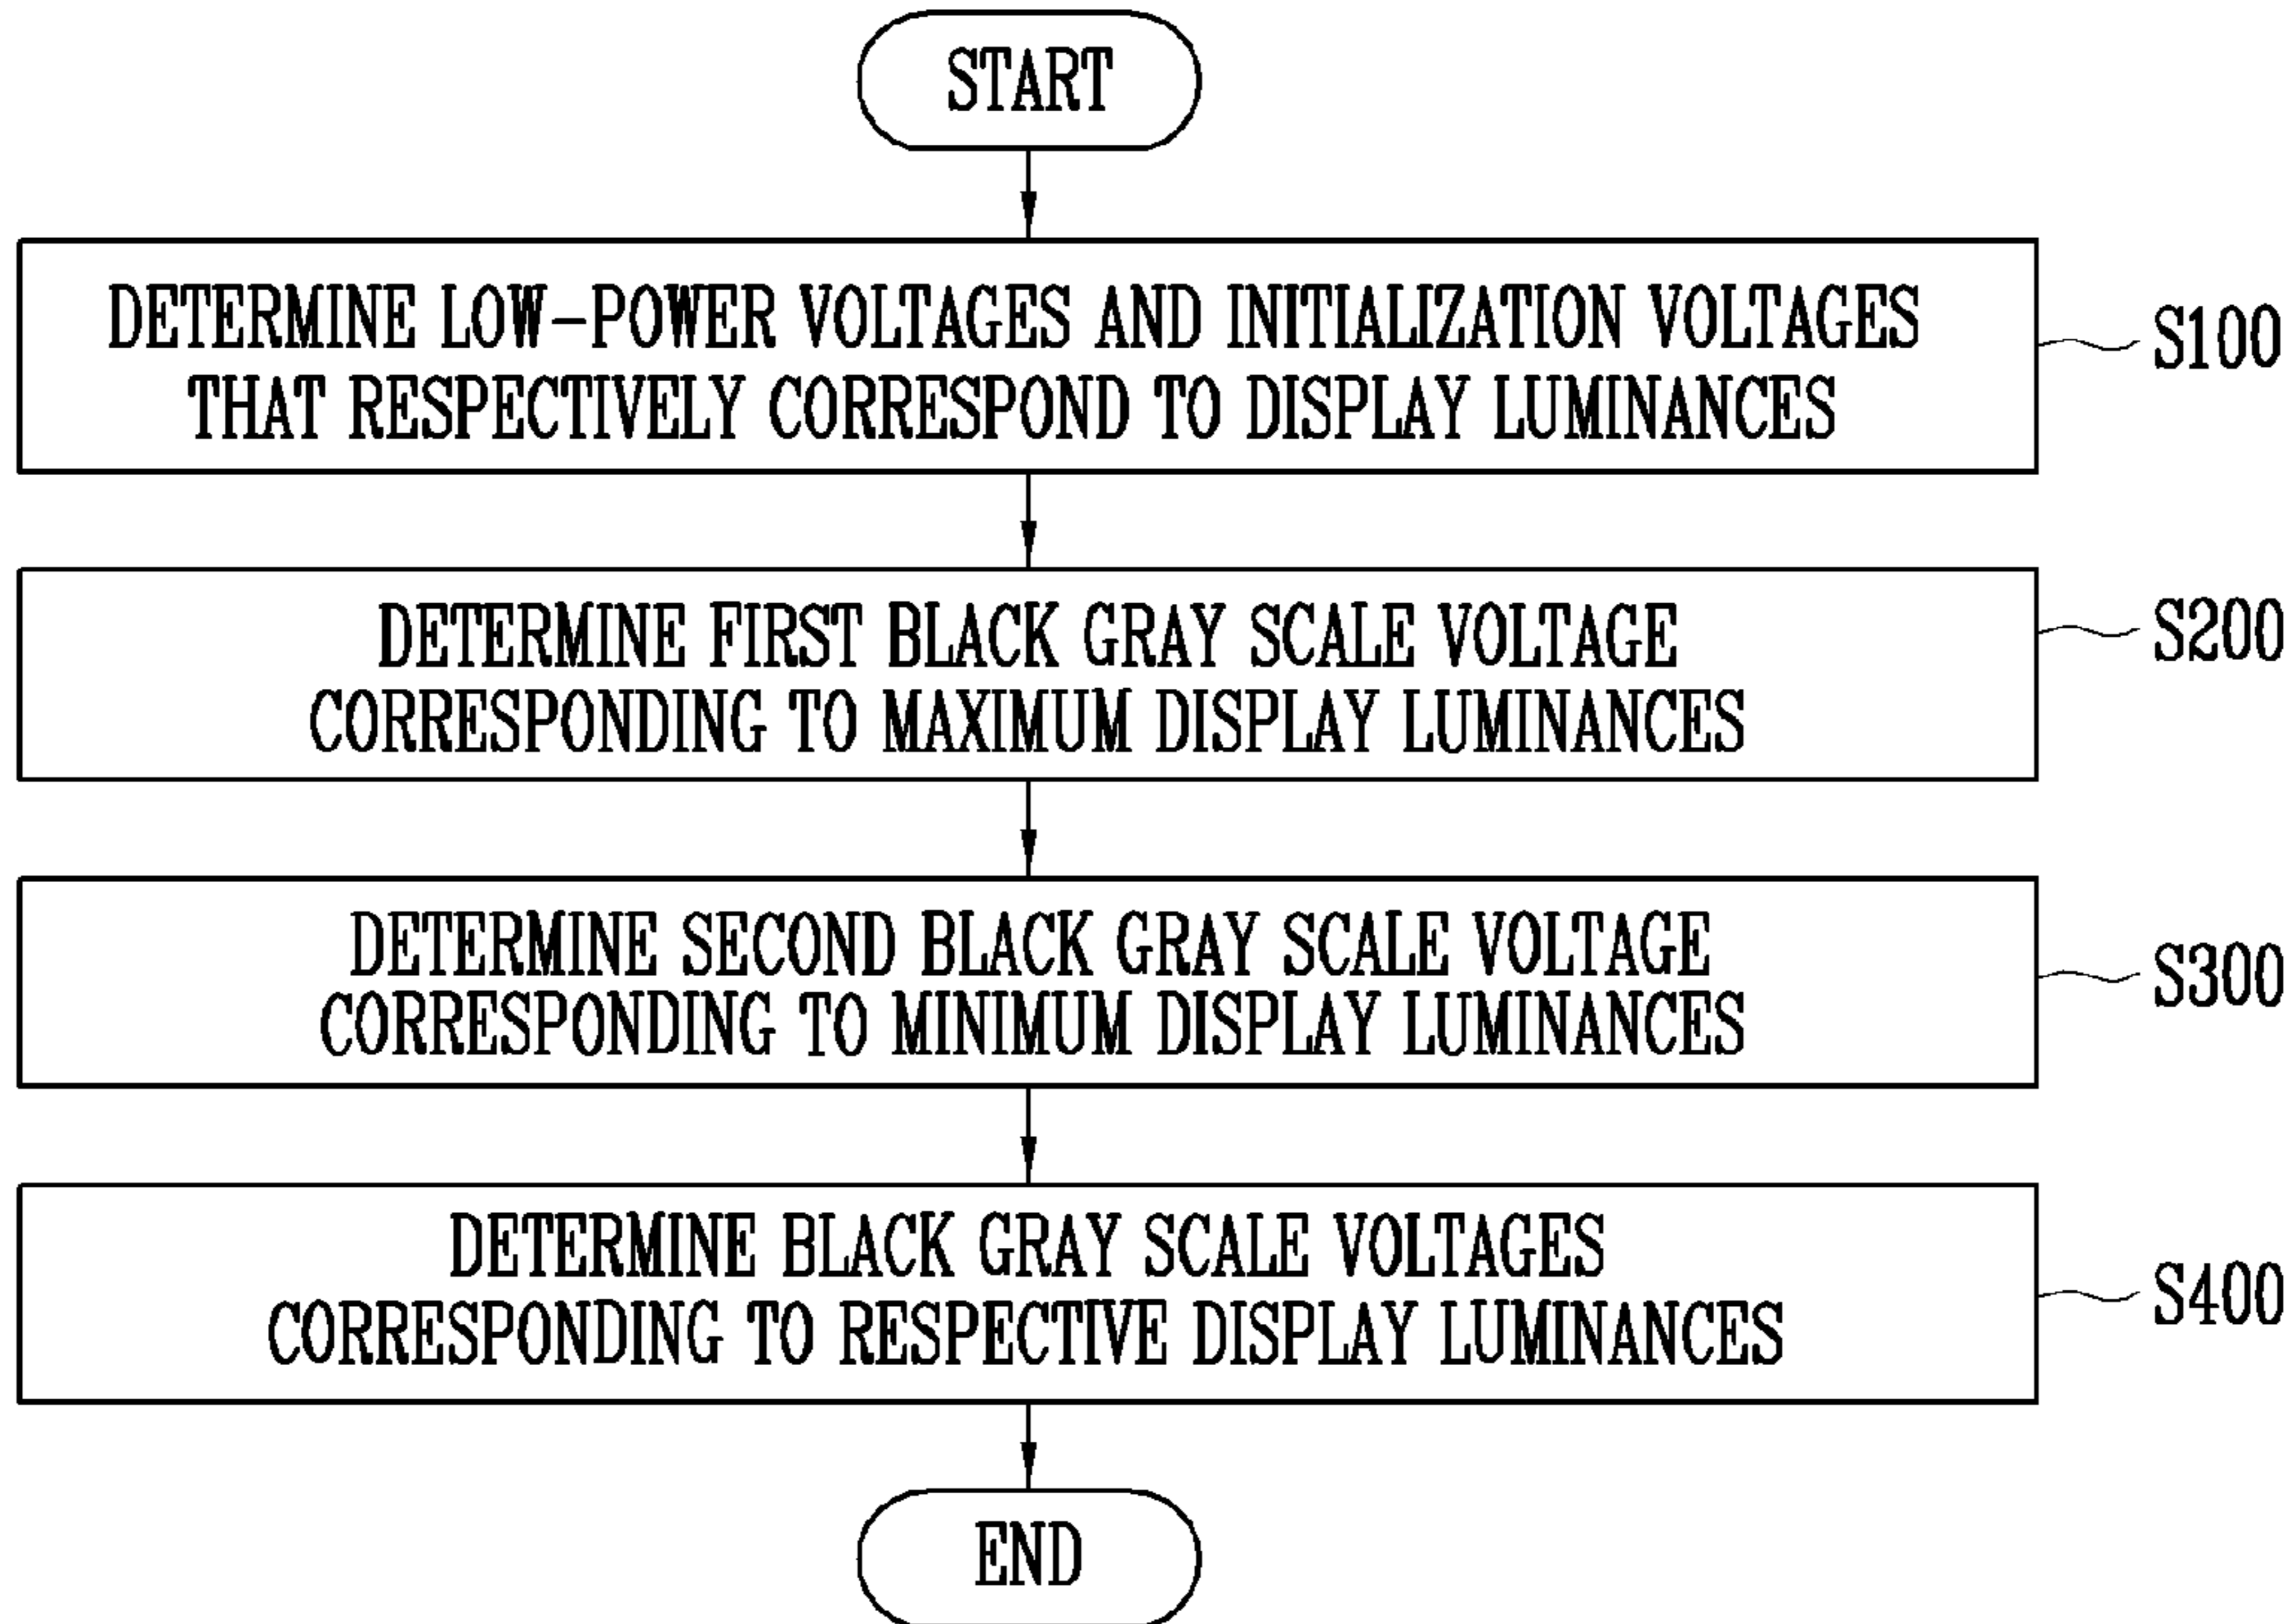 START
DETERMINE LOW-POWER VOLTAGES AND INITIALIZATION VOLTAGES
THAT RESPECTIVELY CORRESPOND TO DISPLAY LUMINANCES
S100
DETERMINE FIRST BLACK GRAY SCALE VOLTAGE
CORRESPONDING TO MAXIMUM DISPLAY LUMINANCES
S200
DETERMINE SECOND BLACK GRAY SCALE VOLTAGE
CORRESPONDING TO MINIMUM DISPLAY LUMINANCES
S300
DETERMINE BLACK GRAY SCALE VOLTAGES
CORRESPONDING TO RESPECTIVE DISPLAY LUMINANCES
S400
END